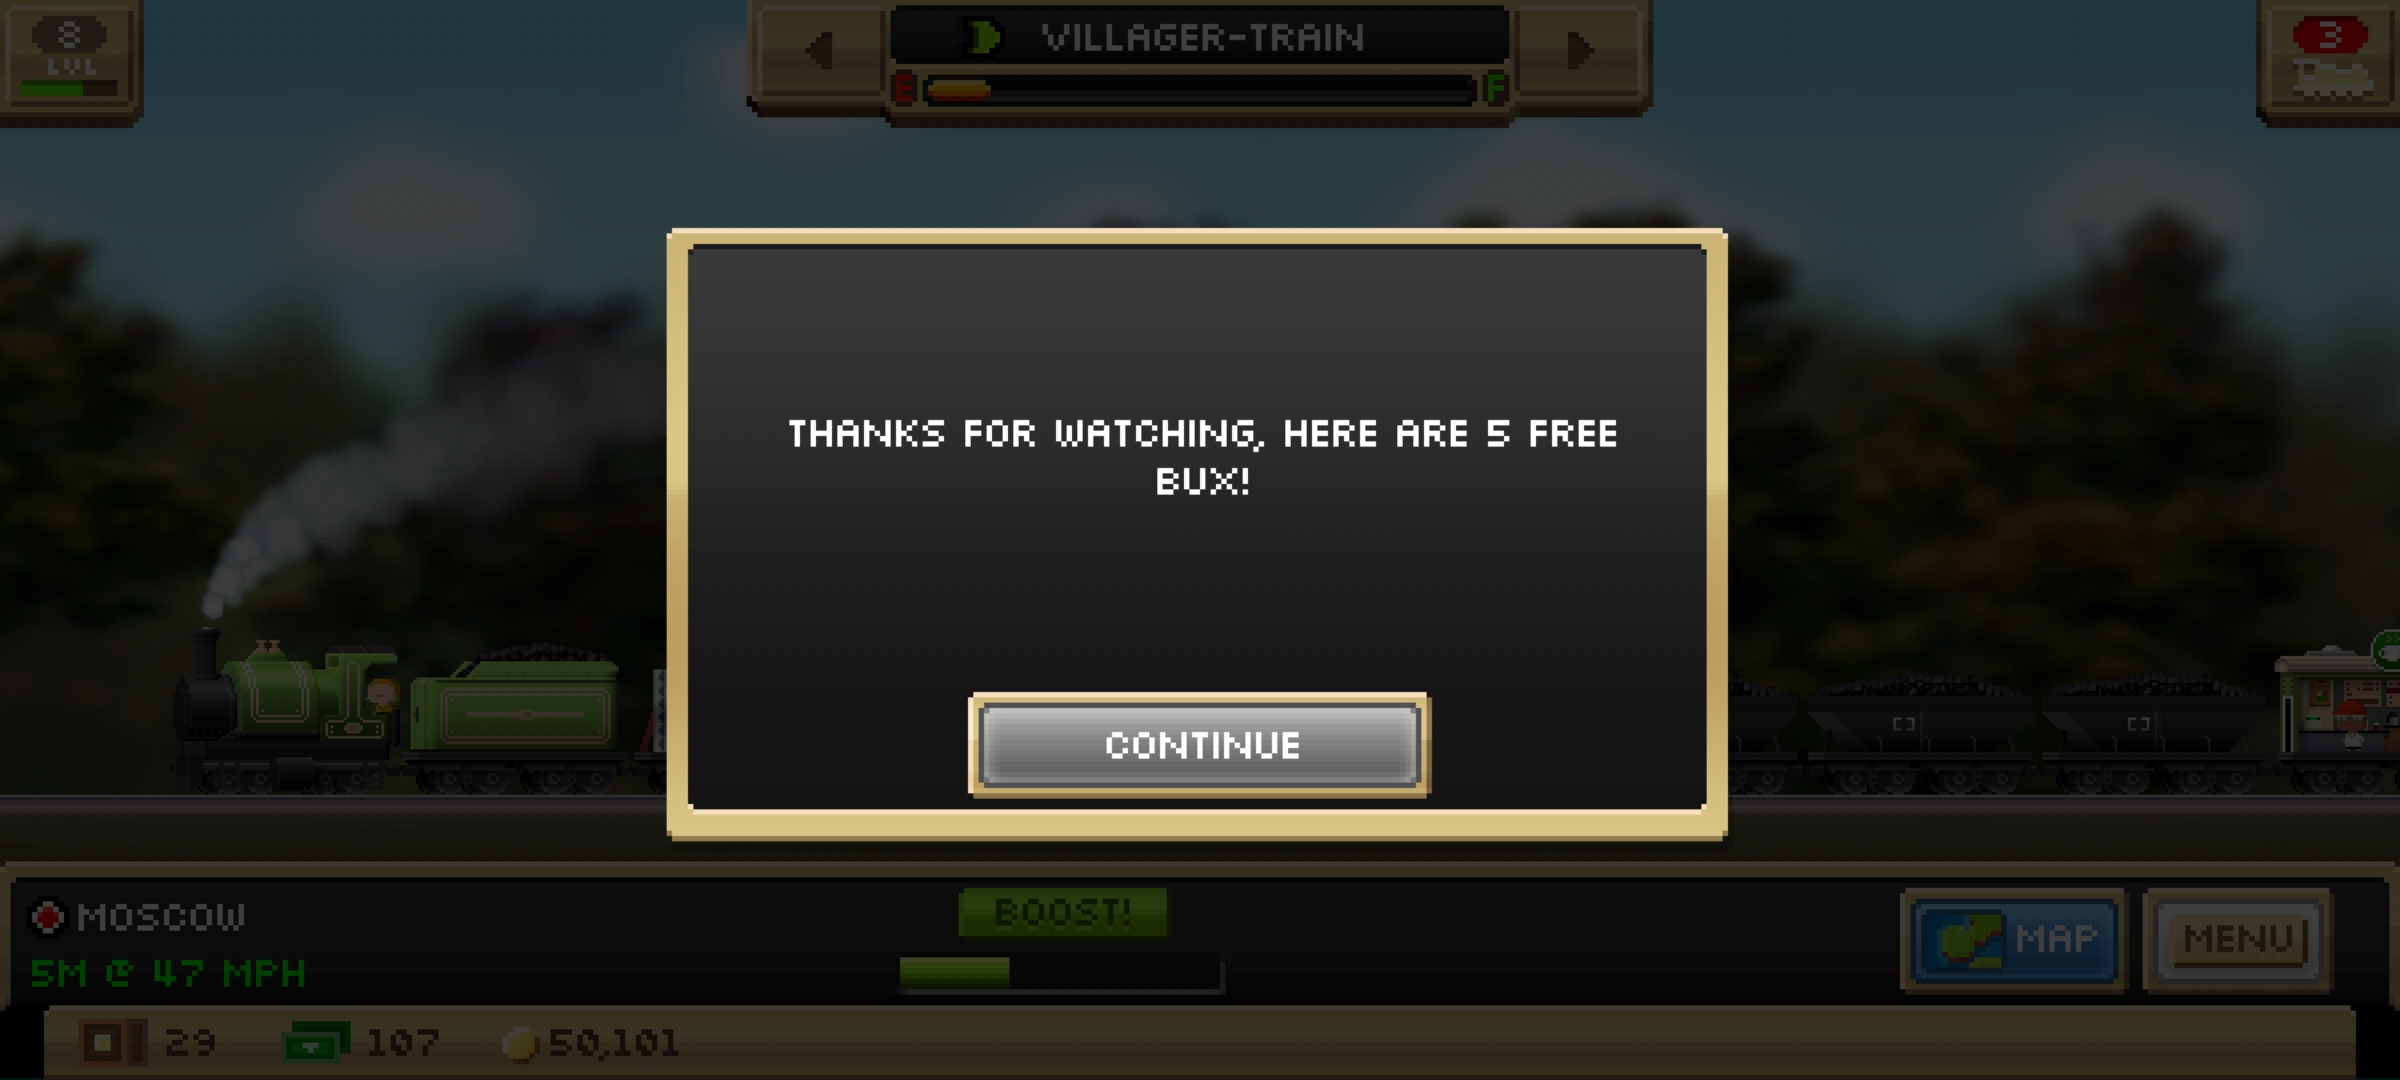 8
LVL
VILLAGER-TRAIN
E
F
3
THANKS FOR WATCHING, HERE ARE 5 FREE
BUX!
CONTINUE
MOSCOW
5M @ 47 MPH
BOOST!
MAP
MENU
29
107
50,101